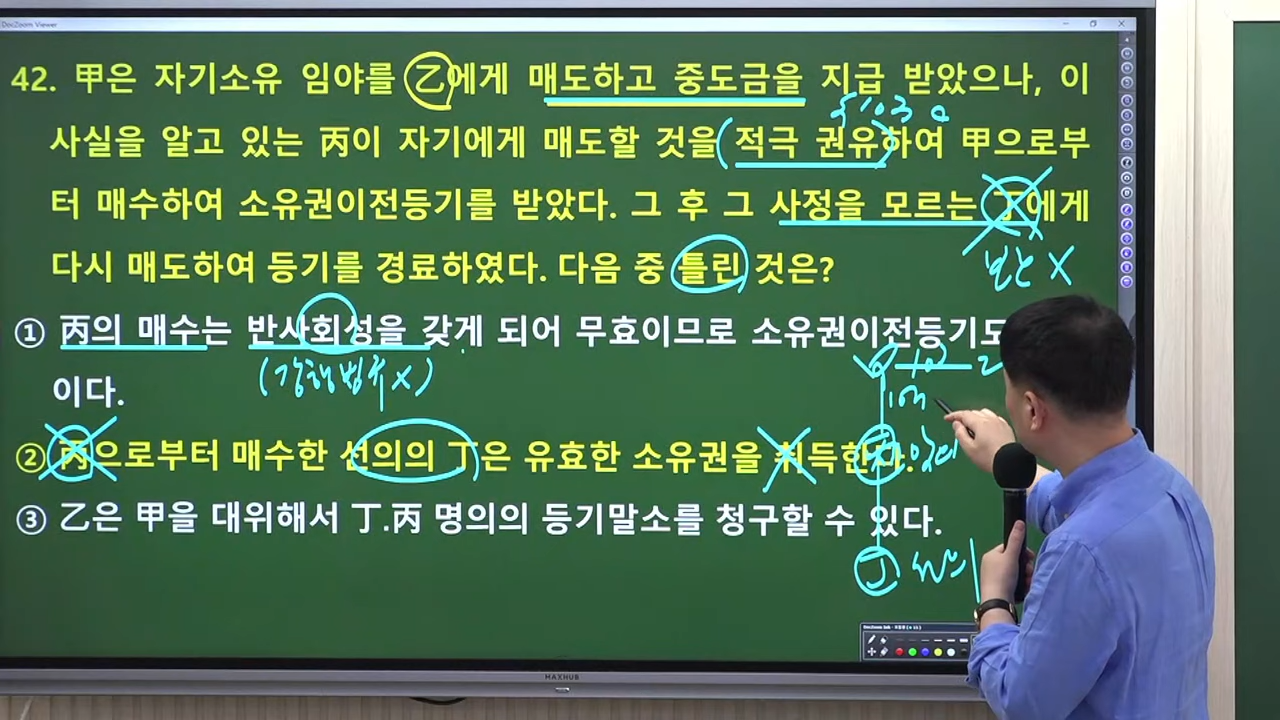 DocZoom Viewer
42. 甲은 자기소유 임야를 乙에게 매도하고 중도금을 지급 받았으나, 이
사실을 알고 있는 丙이 자기에게 매도할 것을 (적극 권유)하여 甲으로부
터 매수하여 소유권이전등기를 받았다. 그 후 그 사정을 모르는 丁에게
다시 매도하여 등기를 경료하였다. 다음 중 틀린 것은?
보호 X
① 丙의 매수는 반사회성을 갖게 되어 무효이므로 소유권이전등기도
(강행법규X)
이다.
② 丙으로부터 매수한 선의의 丁은 유효한 소유권을 취득한다.
③ 乙은 甲을 대위해서 丁.丙 명의의 등기말소를 청구할 수 있다.
MAXHUB